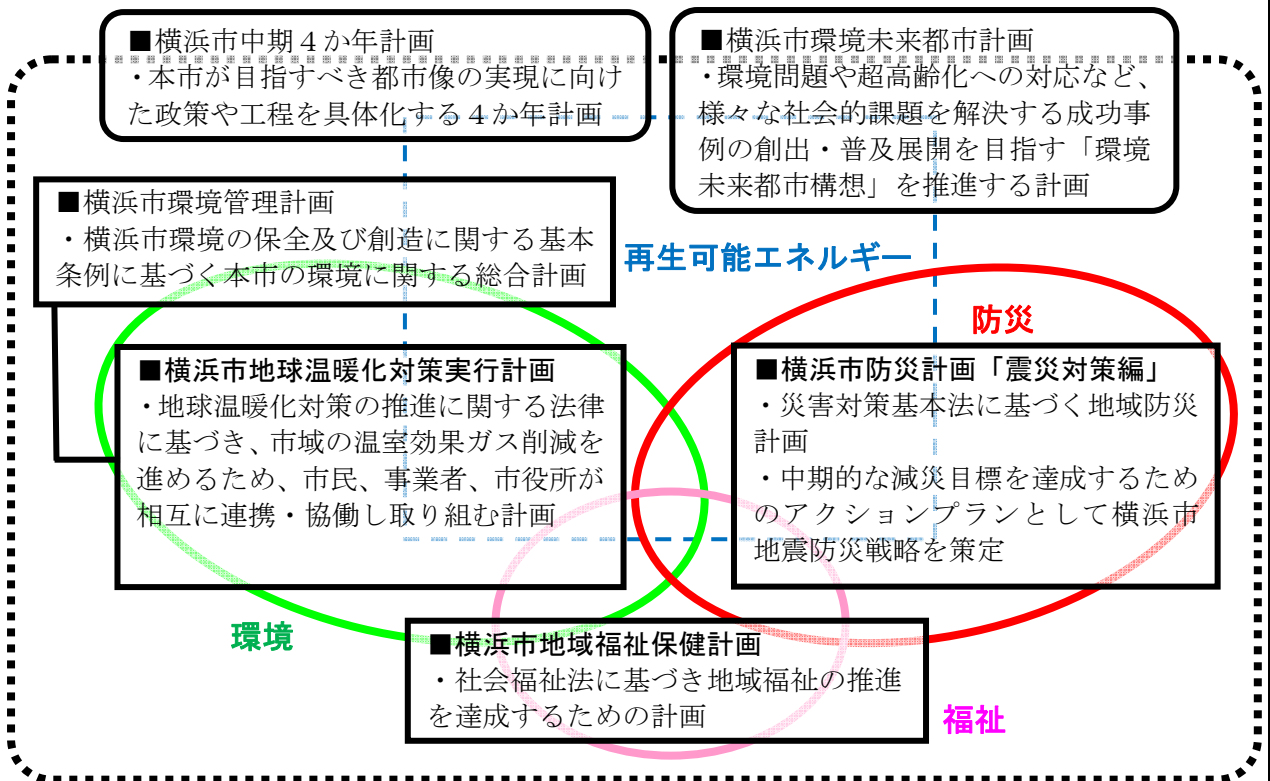 ■横浜市中期４か年計画
・本市が目指すべき都市像の実現に向け
た政策や工程を具体化する４か年計画
■横浜市環境未来都市計画
・環境問題や超高齢化への対応など、
様々な社会的課題を解決する成功事
例の創出・普及展開を目指す「環境
未来都市構想」を推進する計画
■横浜市環境管理計画
・横浜市環境の保全及び創造に関する基本
条例に基づく本市の環境に関する総合計画
再生可能エネルギー
防災
■横浜市地球温暖化対策実行計画
・地球温暖化対策の推進に関する法律
に基づき、市域の温室効果ガス削減を
進めるため、市民、事業者、市役所が
相互に連携・協働し取り組む計画
■横浜市防災計画「震災対策編」
・災害対策基本法に基づく地域防災
計画
・中期的な減災目標を達成するため
のアクションプランとして横浜市
地震防災戦略を策定
環境
■横浜市地域福祉保健計画
・社会福祉法に基づき地域福祉の推進
を達成するための計画
福祉